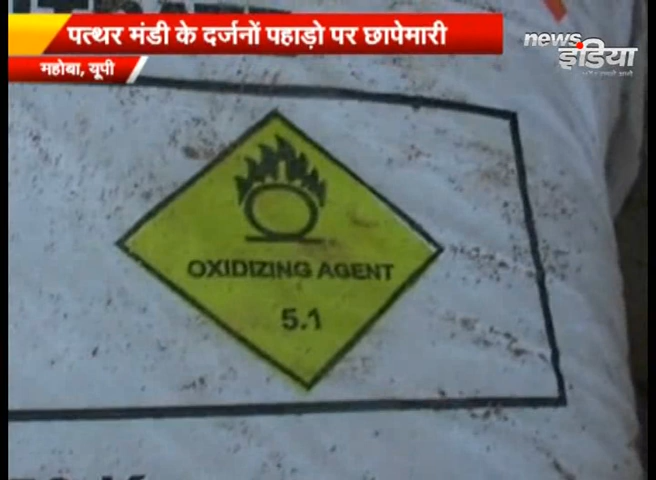 पत्थर मंडी के दर्जनों पहाड़ो पर छापेमारी
महोबा, यूपी
news
इंडिया
OXIDIZING AGENT
5.1